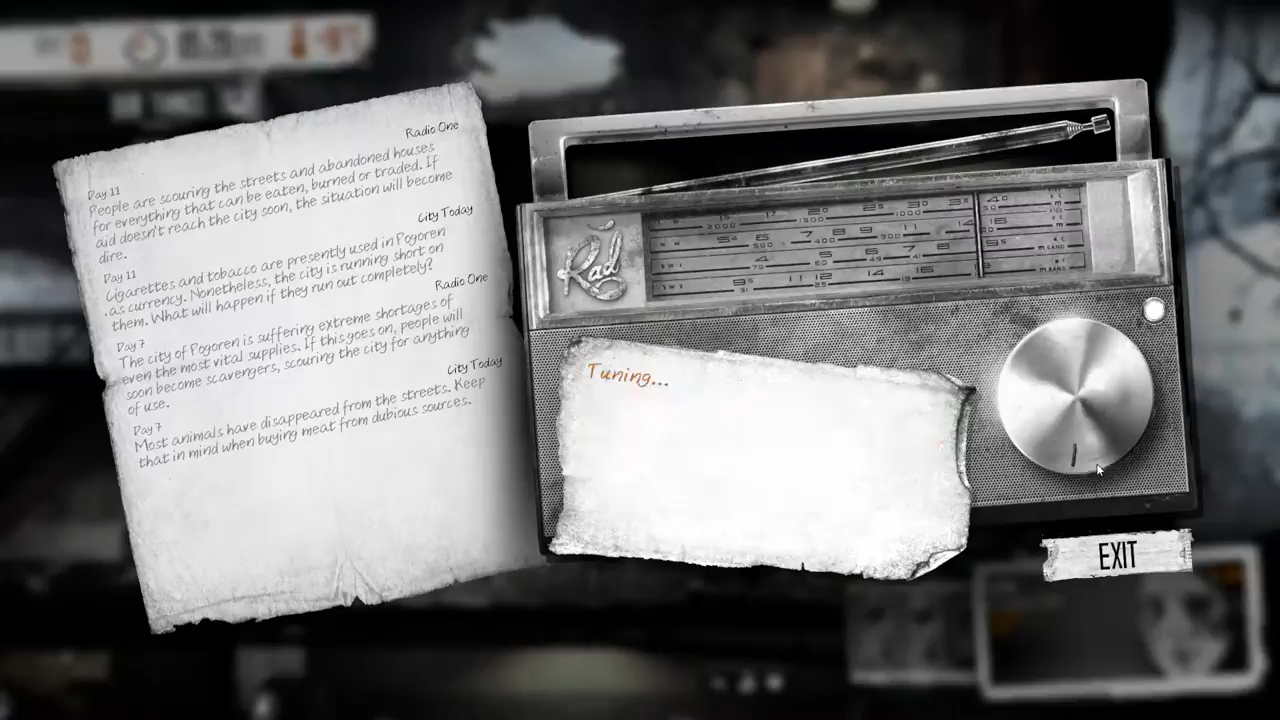 Radio One
Day 11
People are scouring the streets and abandoned houses
for everything that can be eaten, burned or traded. If
aid doesn't reach the city soon, the situation will become
dire.
City Today
Day 11
Cigarettes and tobacco are presently used in Pogoren
as currency. Nonetheless, the city is running short on
them. What will happen if they run out completely?
Radio One
Day 7
The city of Pogoren is suffering extreme shortages of
even the most vital supplies. If this goes on, people will
soon become scavengers, scouring the city for anything
of use.
City Today
Day 7
Most animals have disappeared from the streets. Keep
that in mind when buying meat from dubious sources.
Rad
Tuning...
EXIT